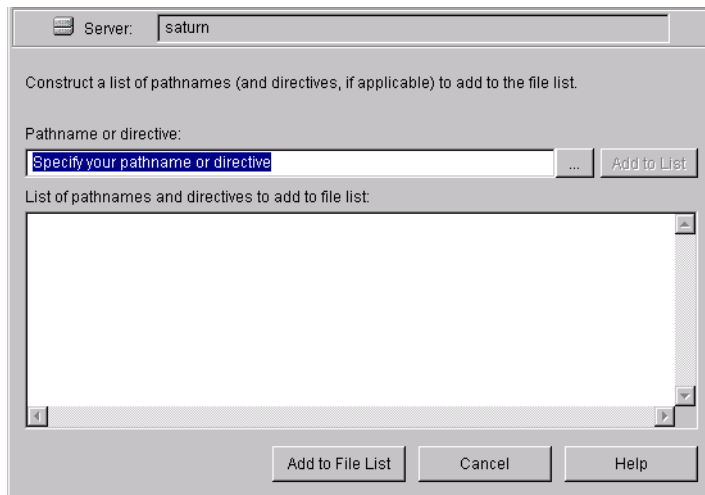 Server: saturn
Construct a list of pathnames (and directives, if applicable) to add to the file list.
Pathname or directive:
Specify your pathname or directive
... Add to List
List of pathnames and directives to add to file list:
Add to File List Cancel Help